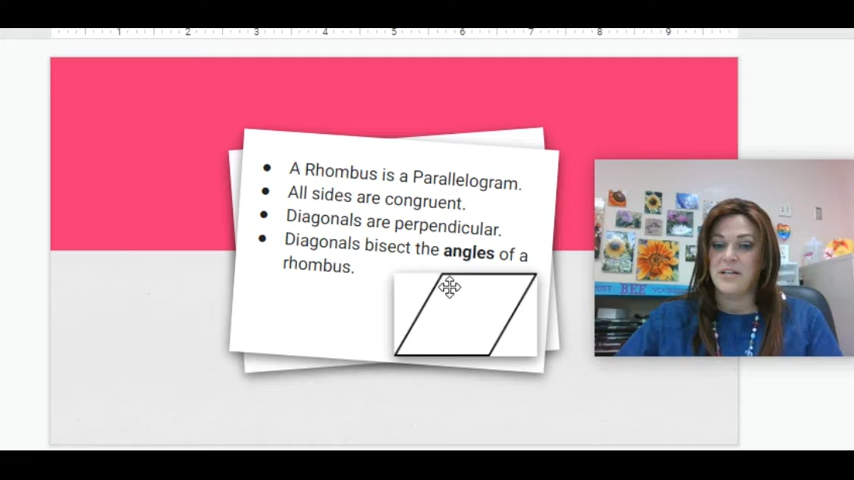 1 2 3 4 5 6 7 8 9
● A Rhombus is a Parallelogram.
● All sides are congruent.
● Diagonals are perpendicular.
● Diagonals bisect the angles of a
rhombus.
BEE